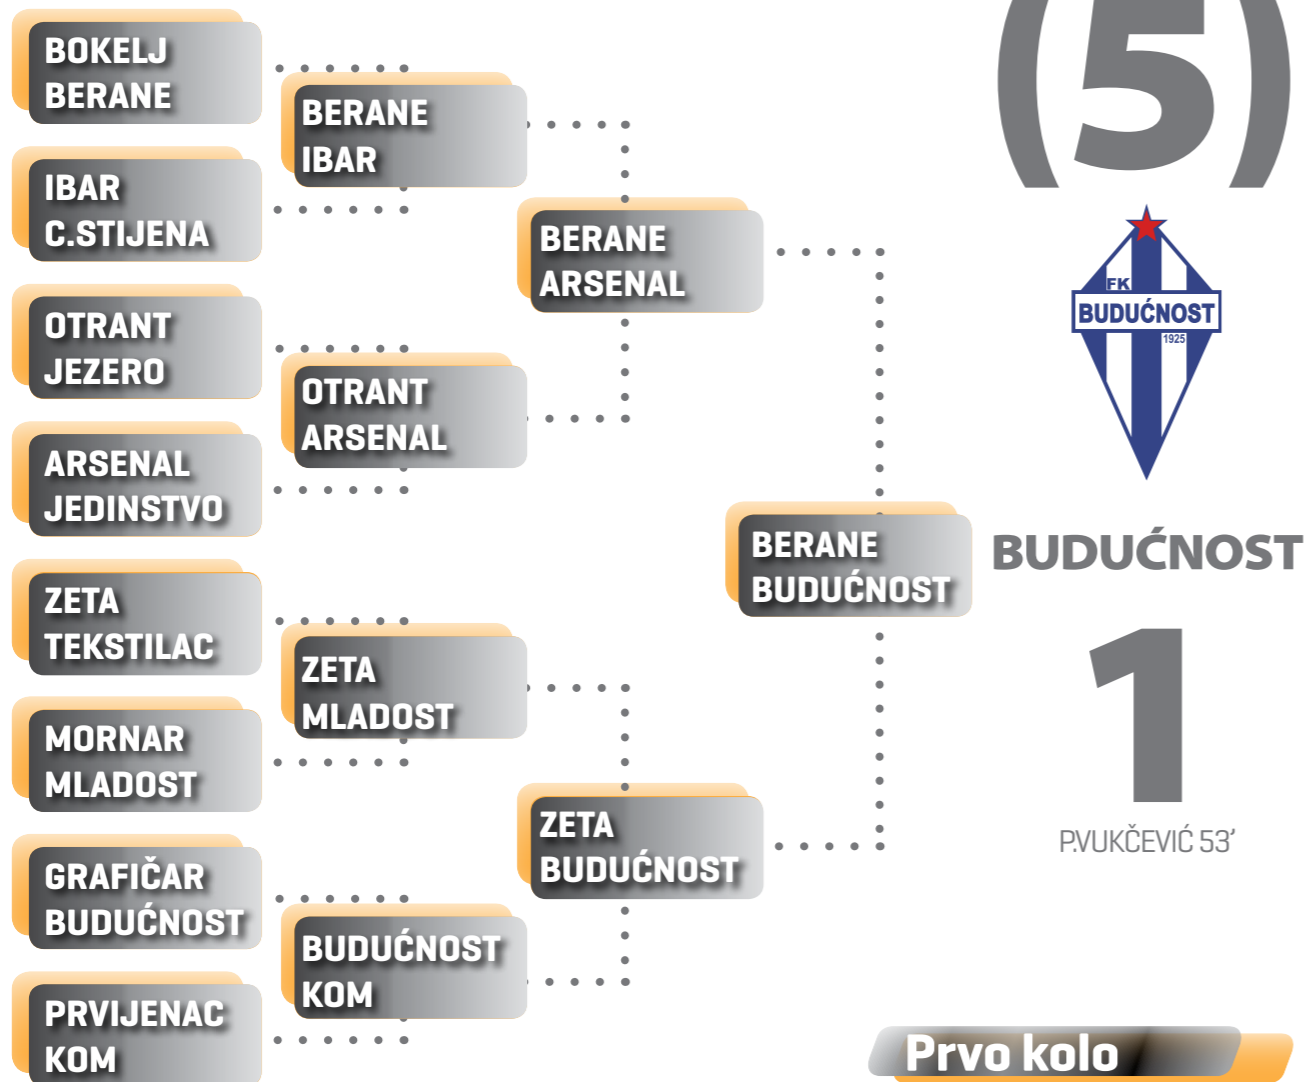 BOKELJ
BERANE
IBAR
C.STIJENA
OTRANT
JEZERO
ARSENAL
JEDINSTVO
ZETA
TEKSTILAC
MORNAR
MLADOST
GRAFIČAR
BUDUĆNOST
PRVIJENAC
KOM
BERANE
IBAR
OTRANT
ARSENAL
ZETA
MLADOST
BUDUĆNOST
KOM
BERANE
ARSENAL
ZETA
BUDUĆNOST
BERANE
BUDUĆNOST
(5)
FK
BUDUĆNOST
1925
BUDUĆNOST
1
P.VUKČEVIĆ 53’
Prvo kolo